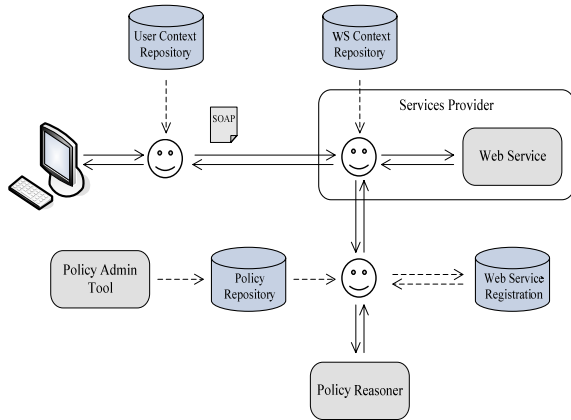 User Context
Repository
WS Context
Repository
SOAP
Services Provider
Web Service
Policy Admin
Tool
Policy
Repository
Web Service
Registration
Policy Reasoner